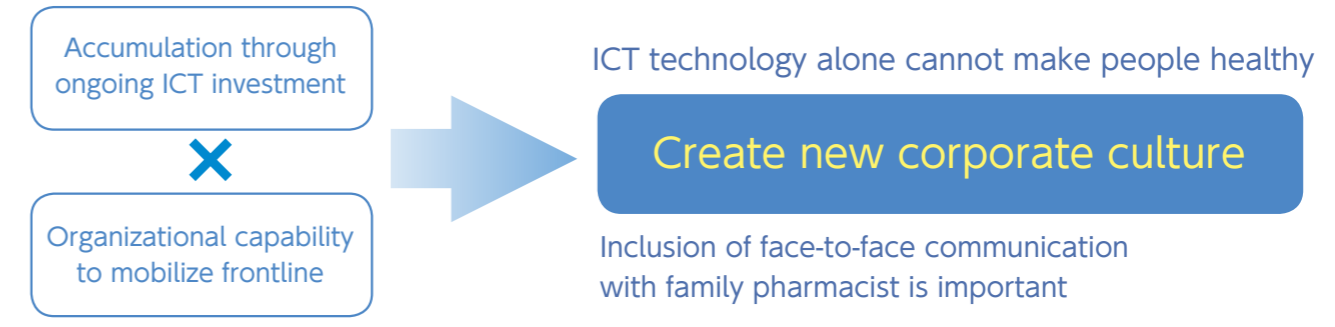 Accumulation through
ongoing ICT investment
×
Organizational capability
to mobilize frontline
ICT technology alone cannot make people healthy
Create new corporate culture
Inclusion of face-to-face communication
with family pharmacist is important